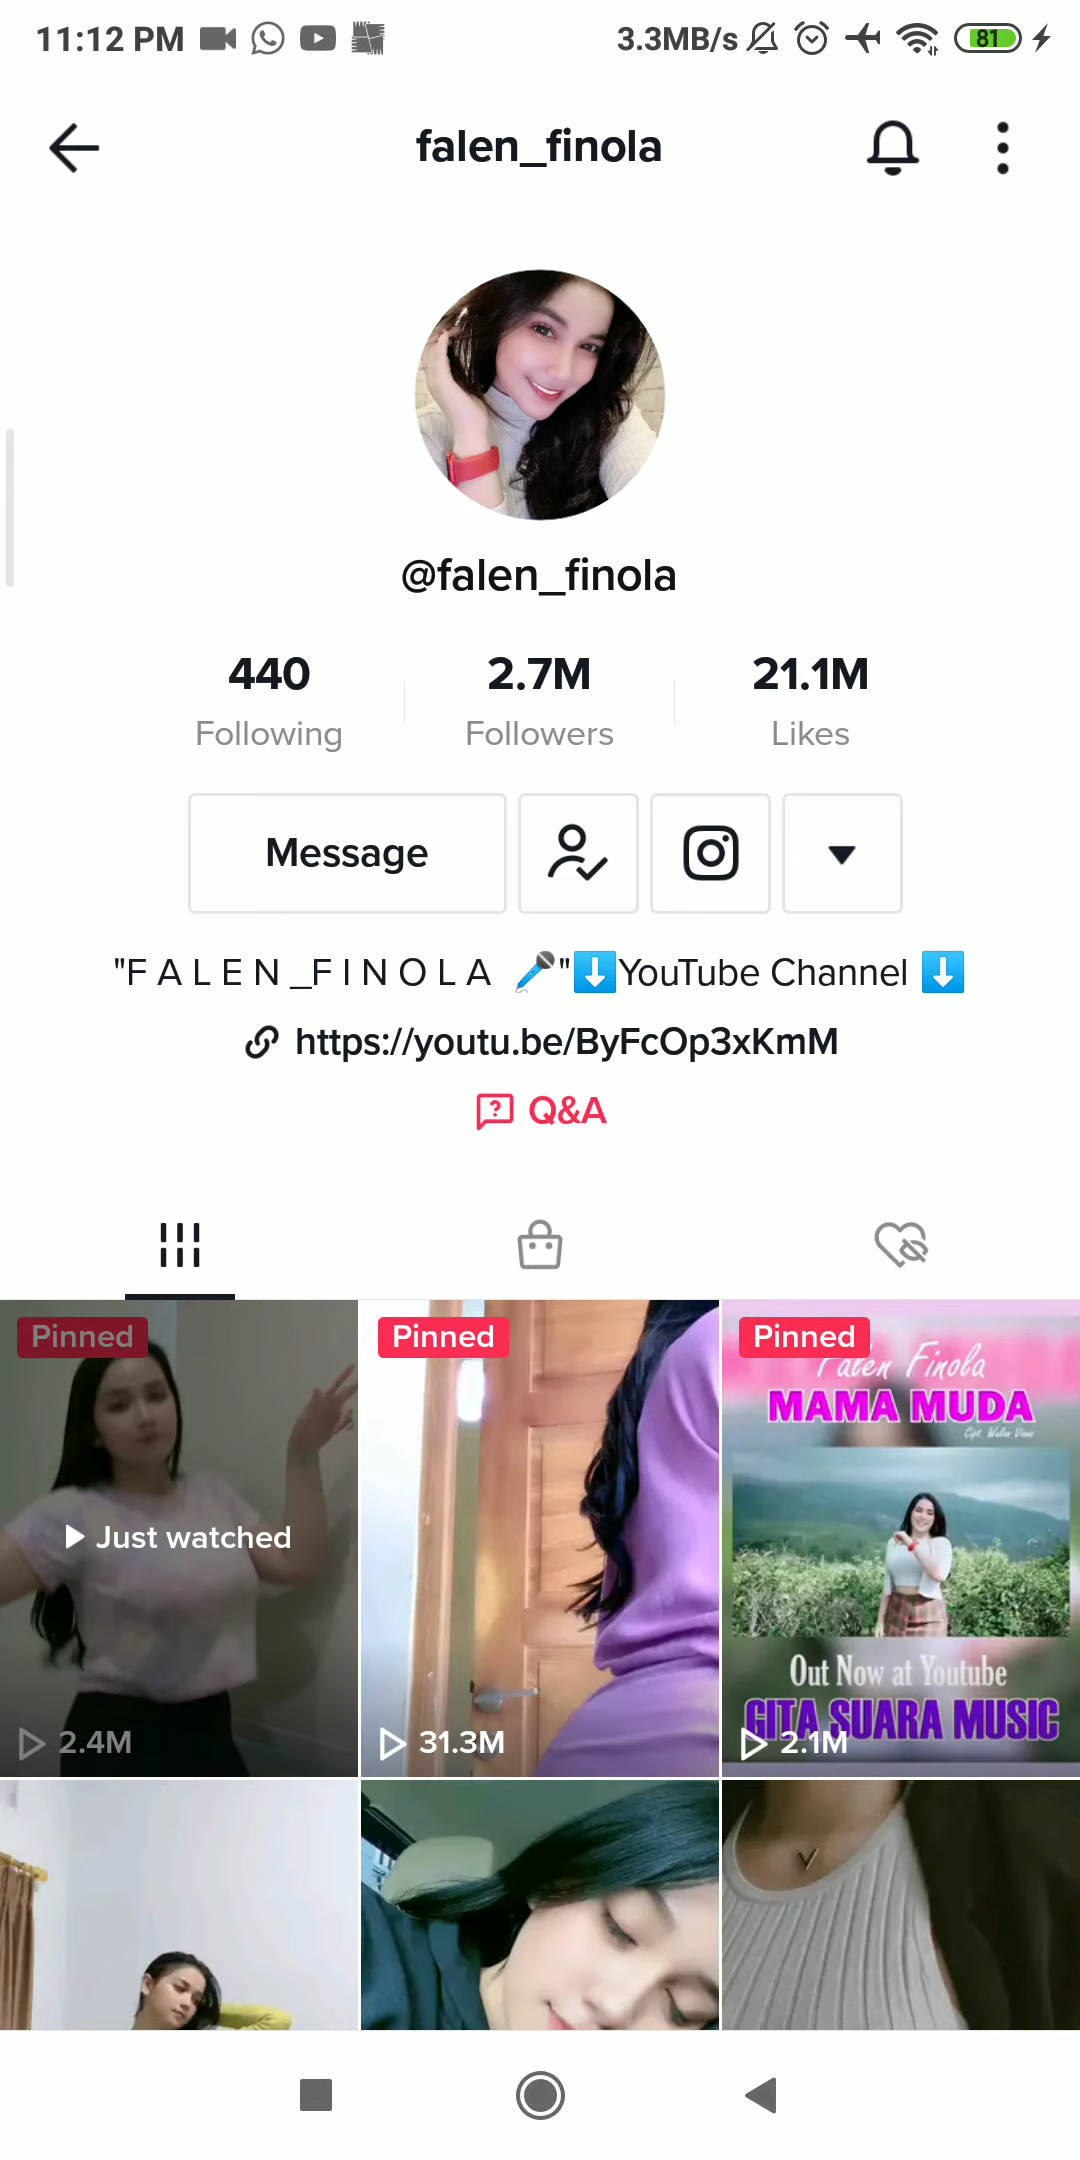 11:12 PM 3.3MB/s 81
falen_finola
@falen_finola
440 2.7M 21.1M
Following Followers Likes
Message
"F A L E N _F I N O L A 🎤"⬇️YouTube Channel ⬇️
https://youtu.be/ByFcOp3xKmM
Q&A
Pinned Pinned Pinned
Falen Finola
MAMA MUDA
Just watched
Out Now at Youtube
GITA SUARA MUSIC
2.4M 31.3M 2.1M